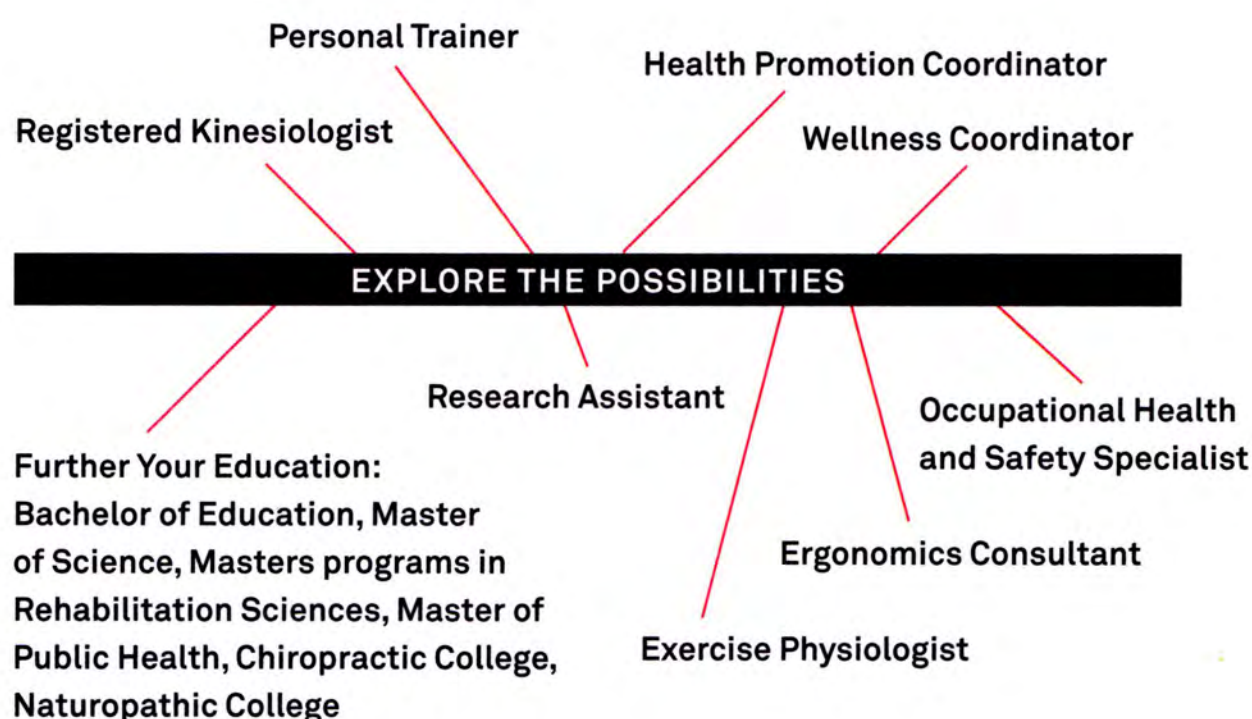 Personal Trainer
Health Promotion Coordinator
Registered Kinesiologist
Wellness Coordinator
EXPLORE THE POSSIBILITIES
Research Assistant
Occupational Health
and Safety Specialist
Further Your Education:
Bachelor of Education, Master
of Science, Masters programs in
Rehabilitation Sciences, Master of
Public Health, Chiropractic College,
Naturopathic College
Ergonomics Consultant
Exercise Physiologist